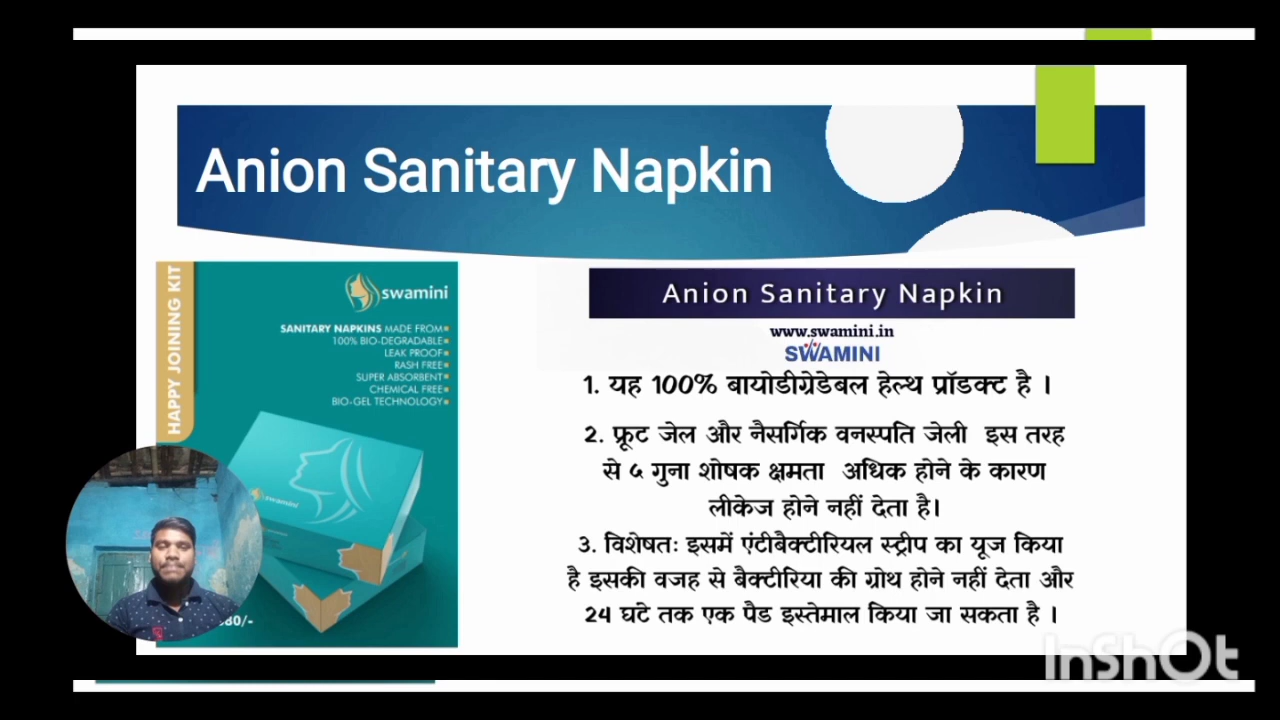 Anion Sanitary Napkin
HAPPY JOINING KIT
swamini
SANITARY NAPKINS MADE FROM
100% BIO-DEGRADABLE
LEAK PROOF
RASH FREE
SUPER ABSORBENT
CHEMICAL FREE
BIO-GEL TECHNOLOGY
swamini
80/-
Anion Sanitary Napkin
www.swamini.in
SWAMINI
1. यह 100% बायोडीग्रेडेबल हेल्थ प्रॉडक्ट है ।
2. फ्रूट जेल और नैसर्गिक वनस्पति जेली इस तरह
से ५ गुना शोषक क्षमता अधिक होने के कारण
लीकेज होने नहीं देता है।
3. विशेषतः इसमें एंटीबैक्टीरियल स्ट्रीप का यूज किया
है इसकी वजह से बैक्टीरिया की ग्रोथ होने नहीं देता और
24 घंटे तक एक पैड इस्तेमाल किया जा सकता है ।
InShOt